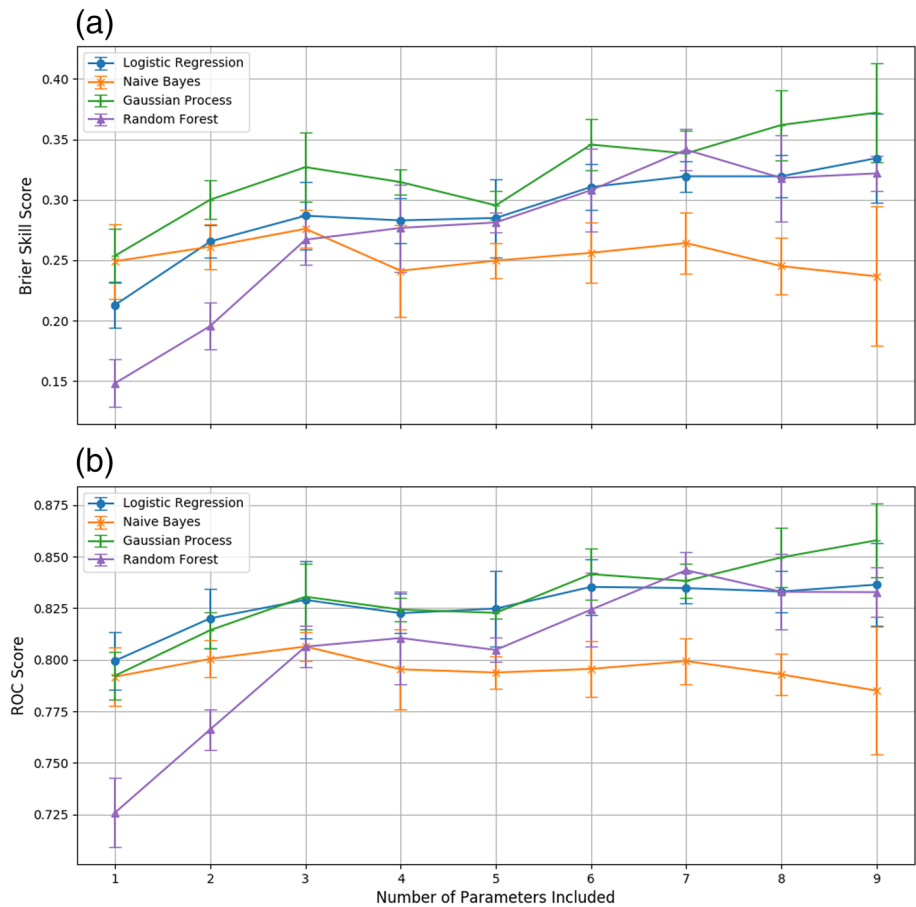 (a)
Logistic Regression
Naive Bayes
Gaussian Process
Random Forest
0.40
0.35
0.30
0.25
0.20
0.15
Brier Skill Score
(b)
Logistic Regression
Naive Bayes
Gaussian Process
Random Forest
0.875
0.850
0.825
0.800
0.775
0.750
0.725
ROC Score
1 2 3 4 5 6 7 8 9
Number of Parameters Included